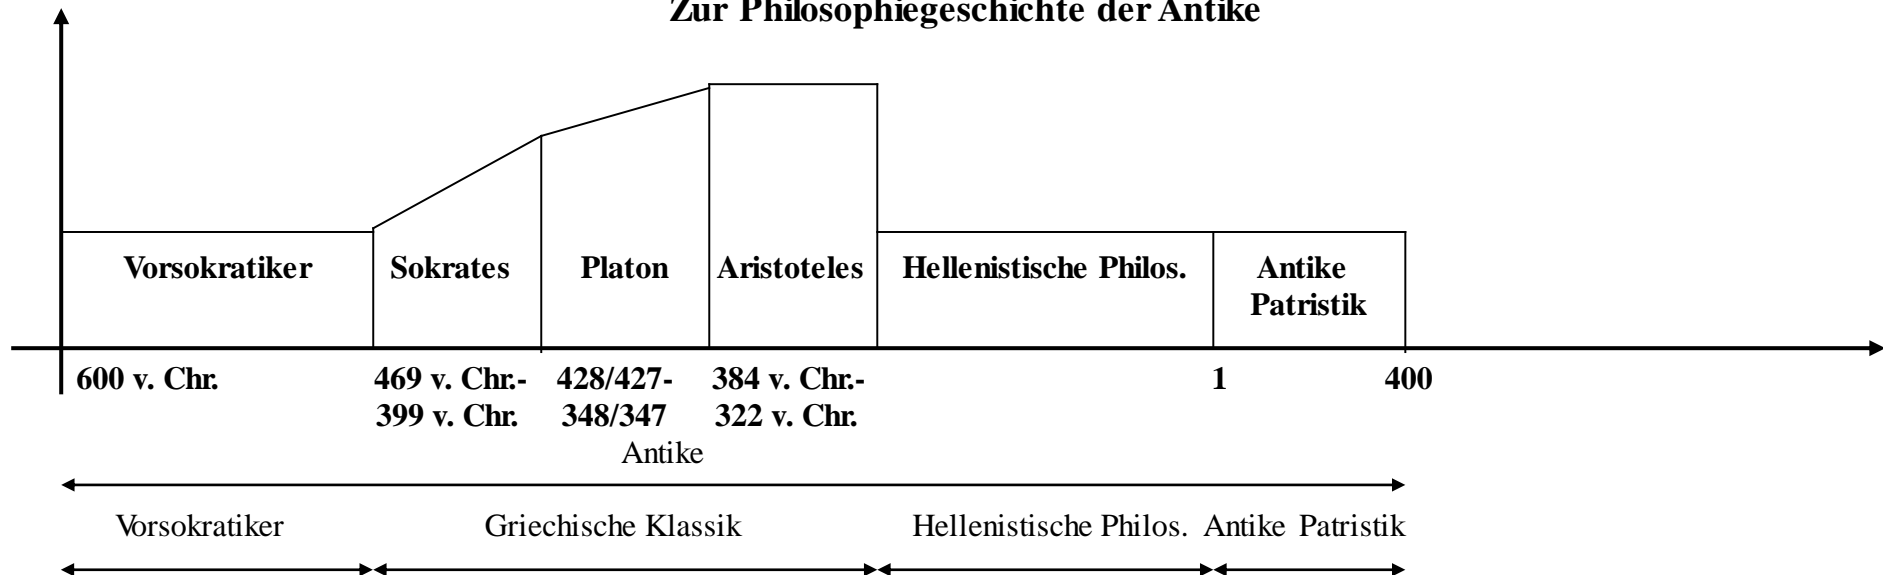 Zur Philosophiegeschichte der Antike
Vorsokratiker Sokrates Platon Aristoteles Hellenistische Philos. Antike
Patristik
600 v. Chr. 469 v. Chr.- 428/427- 384 v. Chr.- 1 400
399 v. Chr. 348/347 322 v. Chr.
Antike
Vorsokratiker Griechische Klassik Hellenistische Philos. Antike Patristik